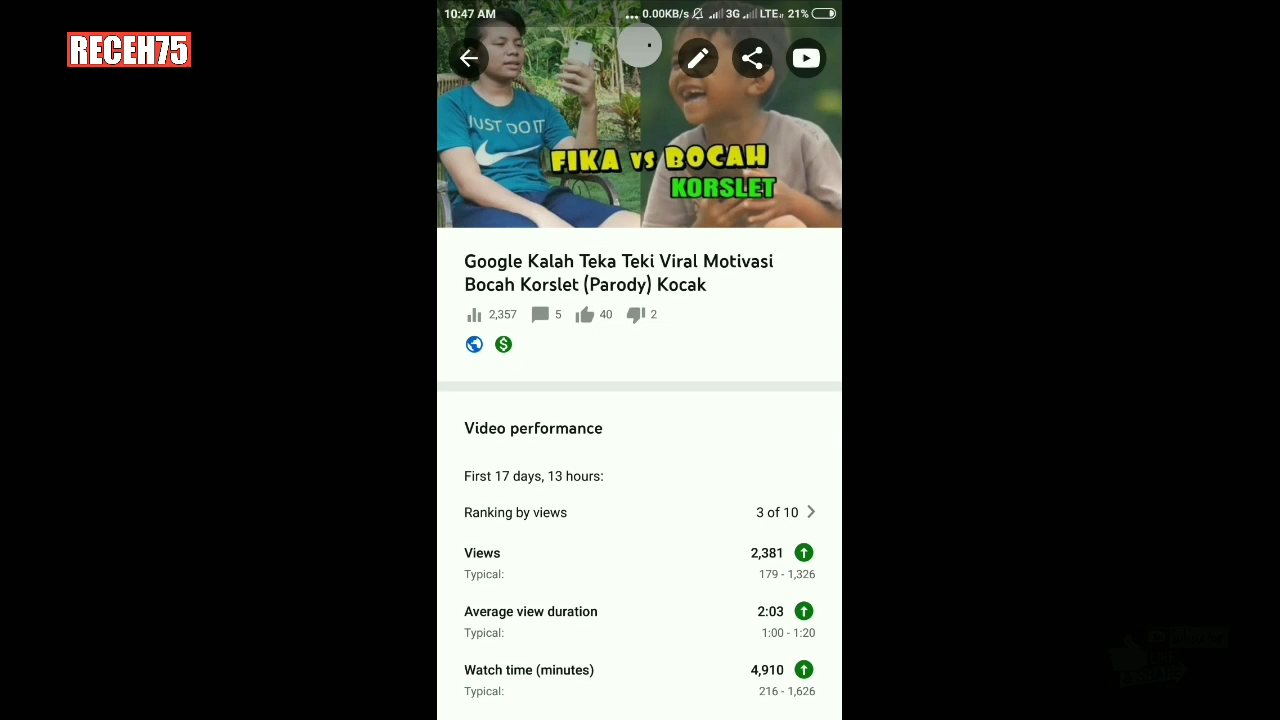 RECEH75
10:47 AM
... 0.00KB/s 3G LTE 21%
JUST DO IT
FIKA VS BOCAH
KORSLET
Google Kalah Teka Teki Viral Motivasi
Bocah Korslet (Parody) Kocak
2,357 5 40 2
Video performance
First 17 days, 13 hours:
Ranking by views 3 of 10
Views 2,381
Typical: 179 - 1,326
Average view duration 2:03
Typical: 1:00 - 1:20
Watch time (minutes) 4,910
Typical: 216 - 1,626